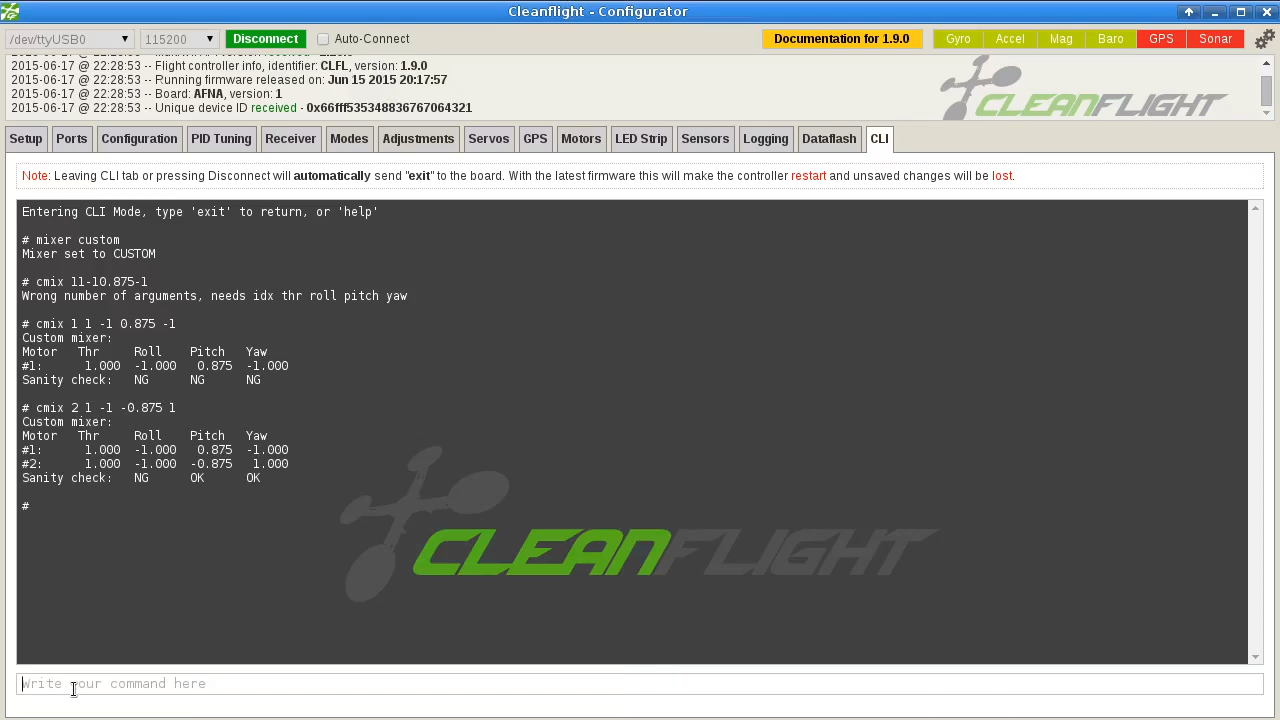 Cleanflight - Configurator
/dev/ttyUSB0 115200 Disconnect Auto-Connect Documentation for 1.9.0 Gyro Accel Mag Baro GPS Sonar
2015-06-17 @ 22:28:53 -- Flight controller info, identifier: CLFL, version: 1.9.0
2015-06-17 @ 22:28:53 -- Running firmware released on: Jun 15 2015 20:17:57
2015-06-17 @ 22:28:53 -- Board: AFNA, version: 1
2015-06-17 @ 22:28:53 -- Unique device ID received - 0x66fff535348836767064321
CLEANFLIGHT
Setup Ports Configuration PID Tuning Receiver Modes Adjustments Servos GPS Motors LED Strip Sensors Logging Dataflash CLI
Note: Leaving CLI tab or pressing Disconnect will automatically send "exit" to the board. With the latest firmware this will make the controller restart and unsaved changes will be lost.
Entering CLI Mode, type 'exit' to return, or 'help'
# mixer custom
Mixer set to CUSTOM
# cmix 11-10.875-1
Wrong number of arguments, needs idx thr roll pitch yaw
# cmix 1 1 -1 0.875 -1
Custom mixer:
Motor Thr Roll Pitch Yaw
#1: 1.000 -1.000 0.875 -1.000
Sanity check: NG NG NG
# cmix 2 1 -1 -0.875 1
Custom mixer:
Motor Thr Roll Pitch Yaw
#1: 1.000 -1.000 0.875 -1.000
#2: 1.000 -1.000 -0.875 1.000
Sanity check: NG OK OK
#
CLEANFLIGHT
Write your command here